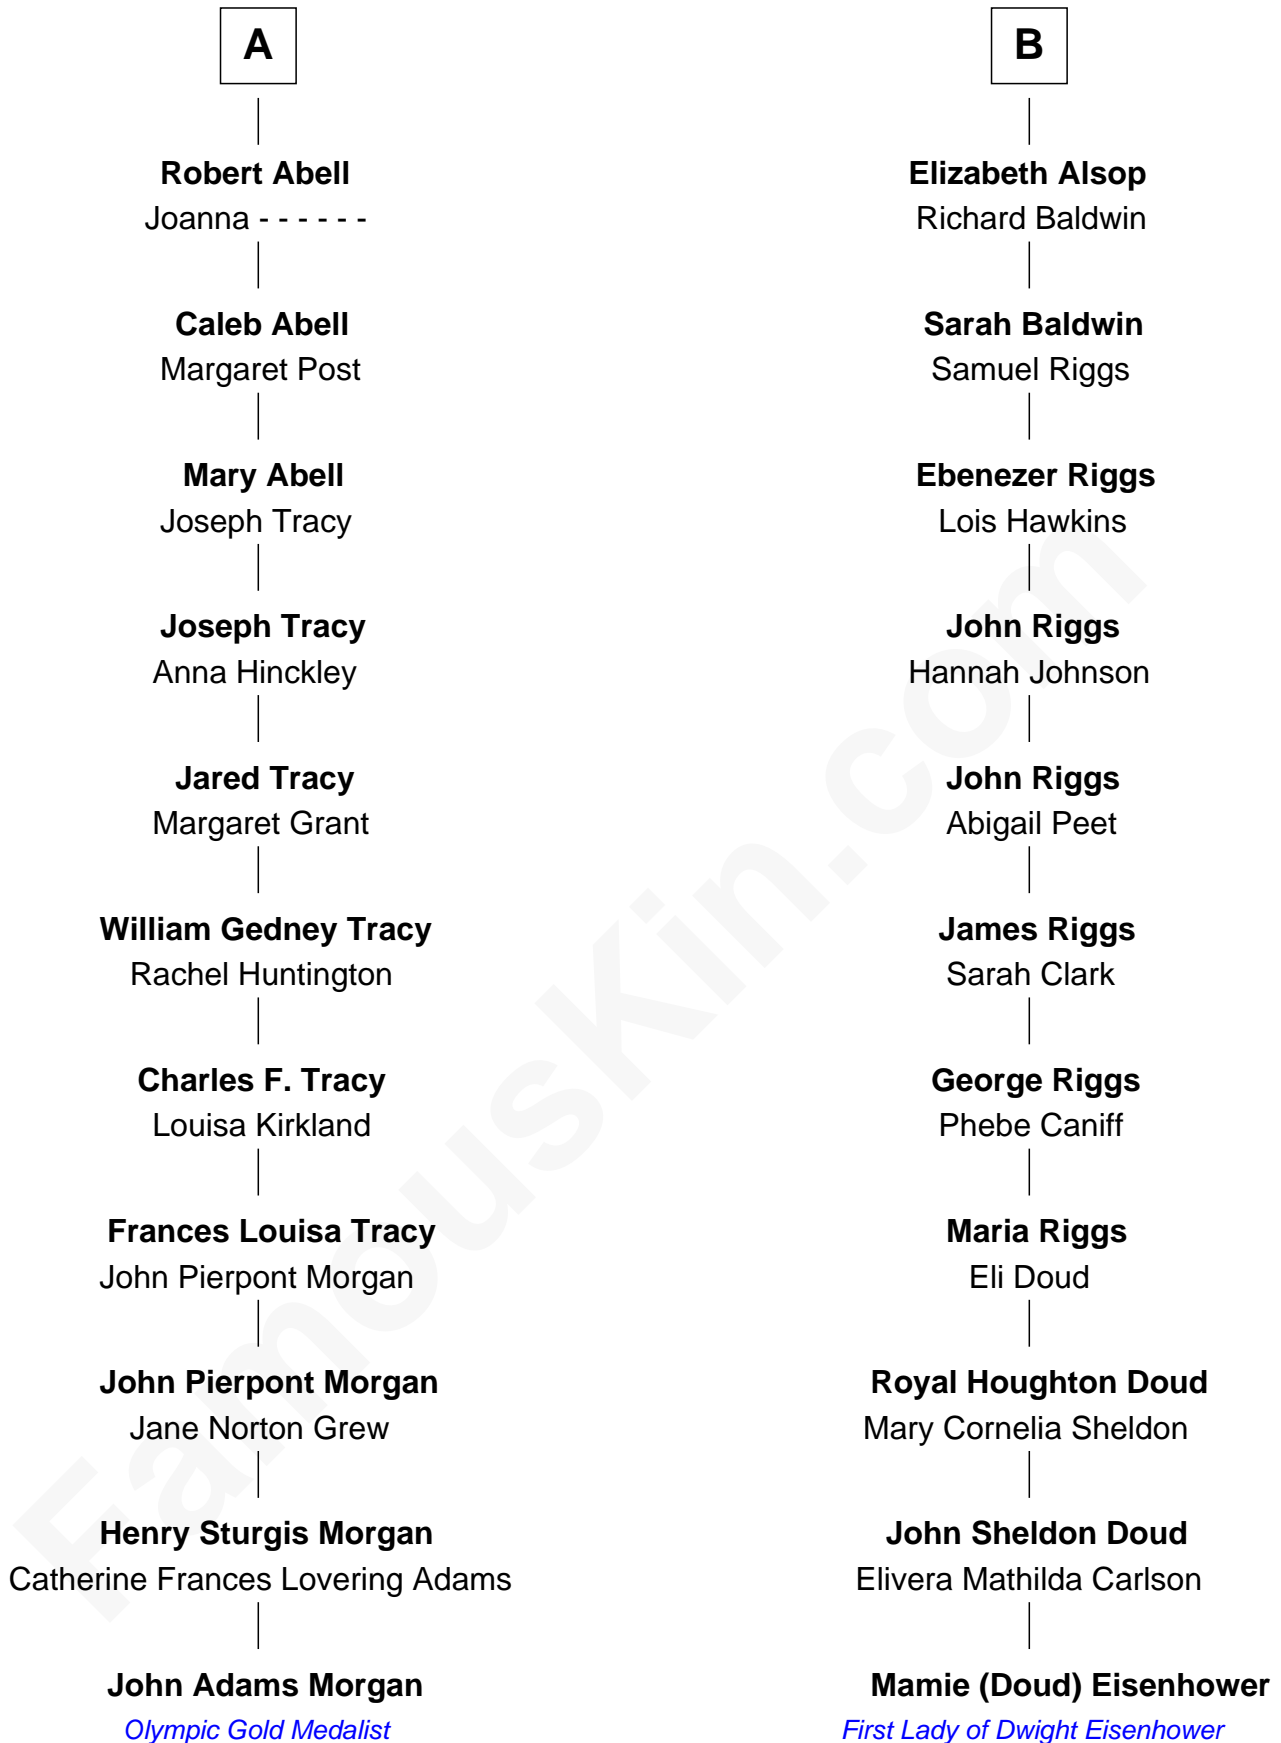 A
Robert Abell
Joanna - - - - - -
Caleb Abell
Margaret Post
Mary Abell
Joseph Tracy
Joseph Tracy
Anna Hinckley
Jared Tracy
Margaret Grant
William Gedney Tracy
Rachel Huntington
Charles F. Tracy
Louisa Kirkland
Frances Louisa Tracy
John Pierpont Morgan
John Pierpont Morgan
Jane Norton Grew
Henry Sturgis Morgan
Catherine Frances Lovering Adams
John Adams Morgan
Olympic Gold Medalist
B
Elizabeth Alsop
Richard Baldwin
Sarah Baldwin
Samuel Riggs
Ebenezer Riggs
Lois Hawkins
John Riggs
Hannah Johnson
John Riggs
Abigail Peet
James Riggs
Sarah Clark
George Riggs
Phebe Caniff
Maria Riggs
Eli Doud
Royal Houghton Doud
Mary Cornelia Sheldon
John Sheldon Doud
Elivera Mathilda Carlson
Mamie (Doud) Eisenhower
First Lady of Dwight Eisenhower
FamousKin.com